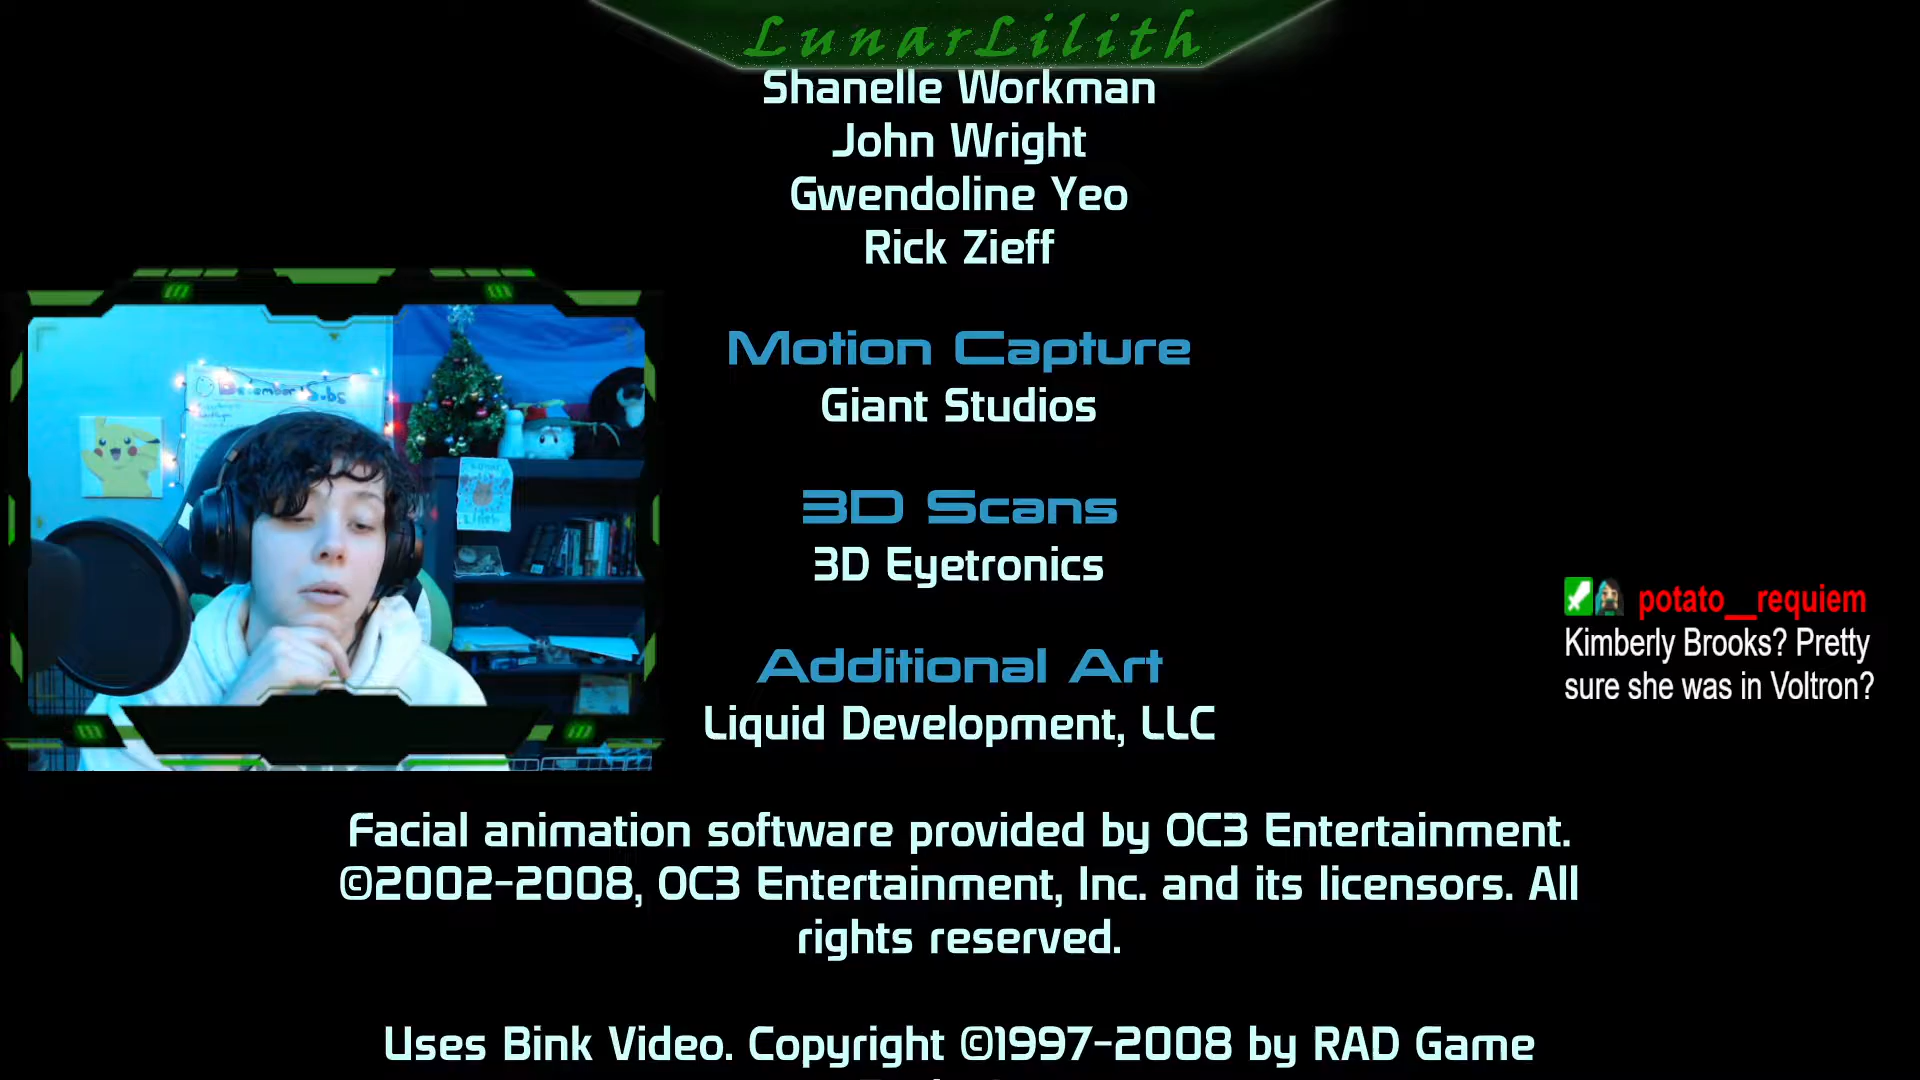 LunarLilith
Shanelle Workman
John Wright
Gwendoline Yeo
Rick Zieff
Motion Capture
Giant Studios
3D Scans
3D Eyetronics
Additional Art
Liquid Development, LLC
Facial animation software provided by OC3 Entertainment.
©2002-2008, OC3 Entertainment, Inc. and its licensors. All
rights reserved.
Uses Bink Video. Copyright ©1997-2008 by RAD Game
December Subs
potato__requiem
Kimberly Brooks? Pretty
sure she was in Voltron?